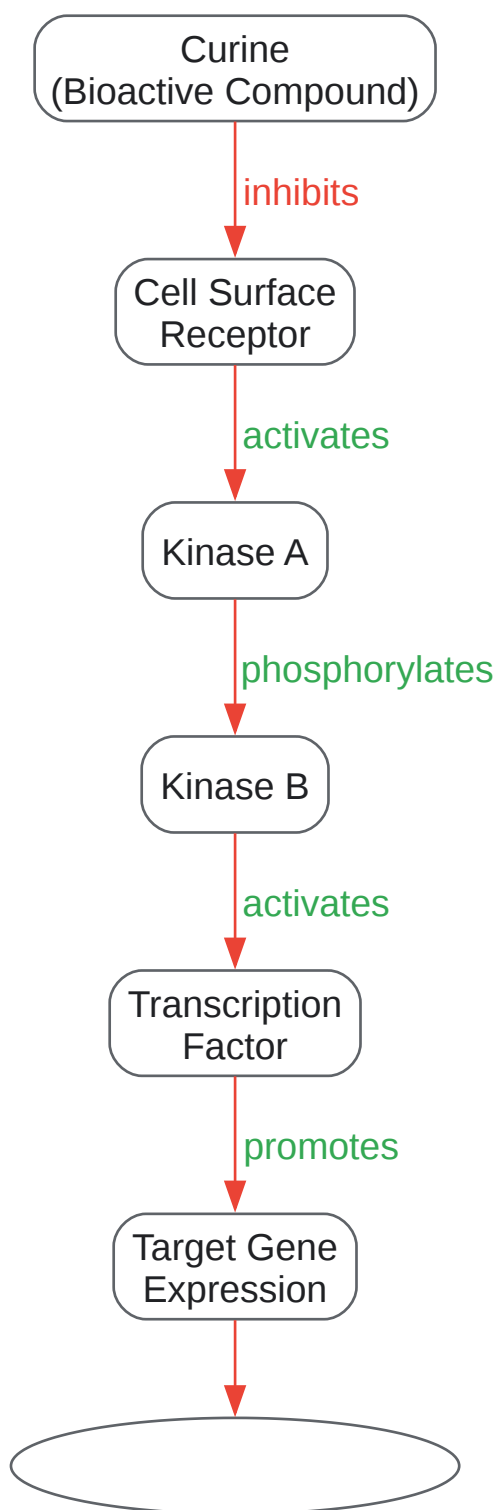 Curine
(Bioactive Compound)
inhibits
Cell Surface
Receptor
activates
Kinase A
phosphorylates
Kinase B
activates
Transcription
Factor
promotes
Target Gene
Expression